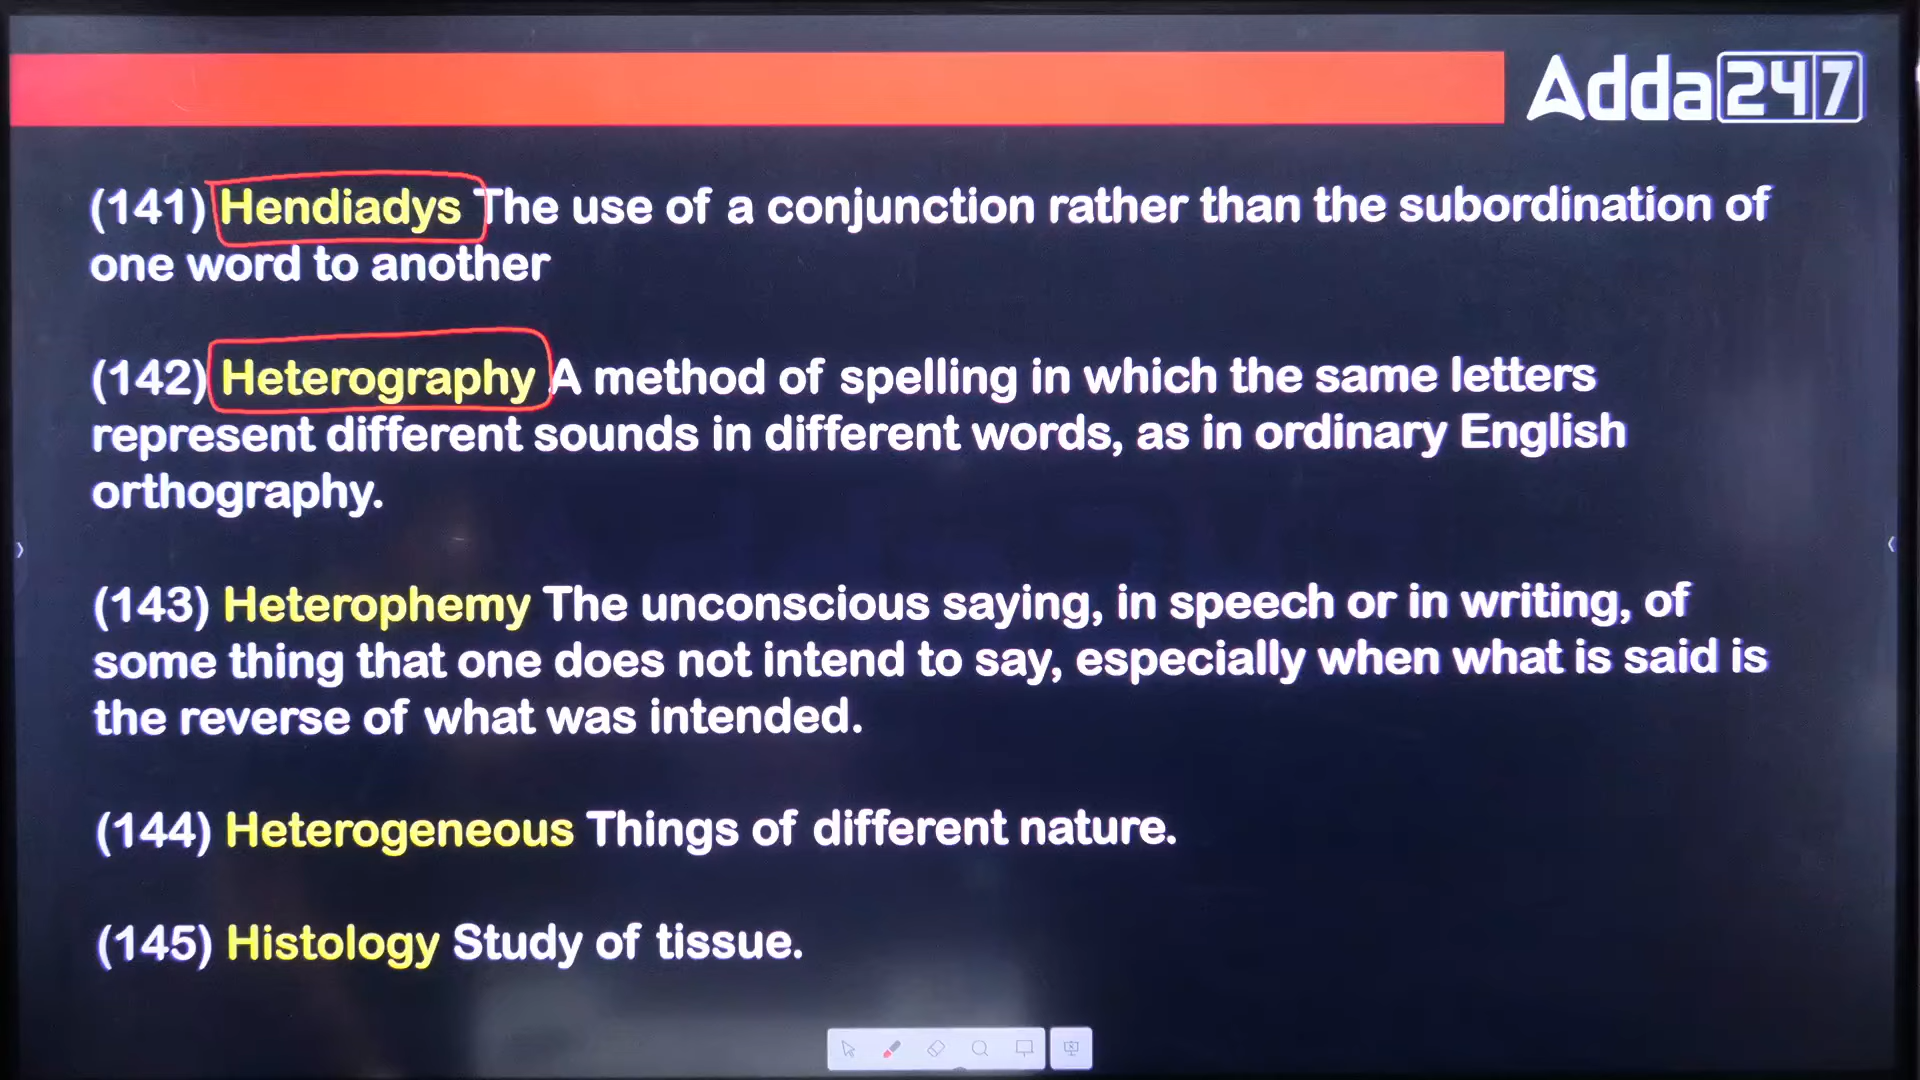 Adda247
(141) Hendiadys The use of a conjunction rather than the subordination of
one word to another
(142) Heterography A method of spelling in which the same letters
represent different sounds in different words, as in ordinary English
orthography.
(143) Heterophemy The unconscious saying, in speech or in writing, of
some thing that one does not intend to say, especially when what is said is
the reverse of what was intended.
(144) Heterogeneous Things of different nature.
(145) Histology Study of tissue.